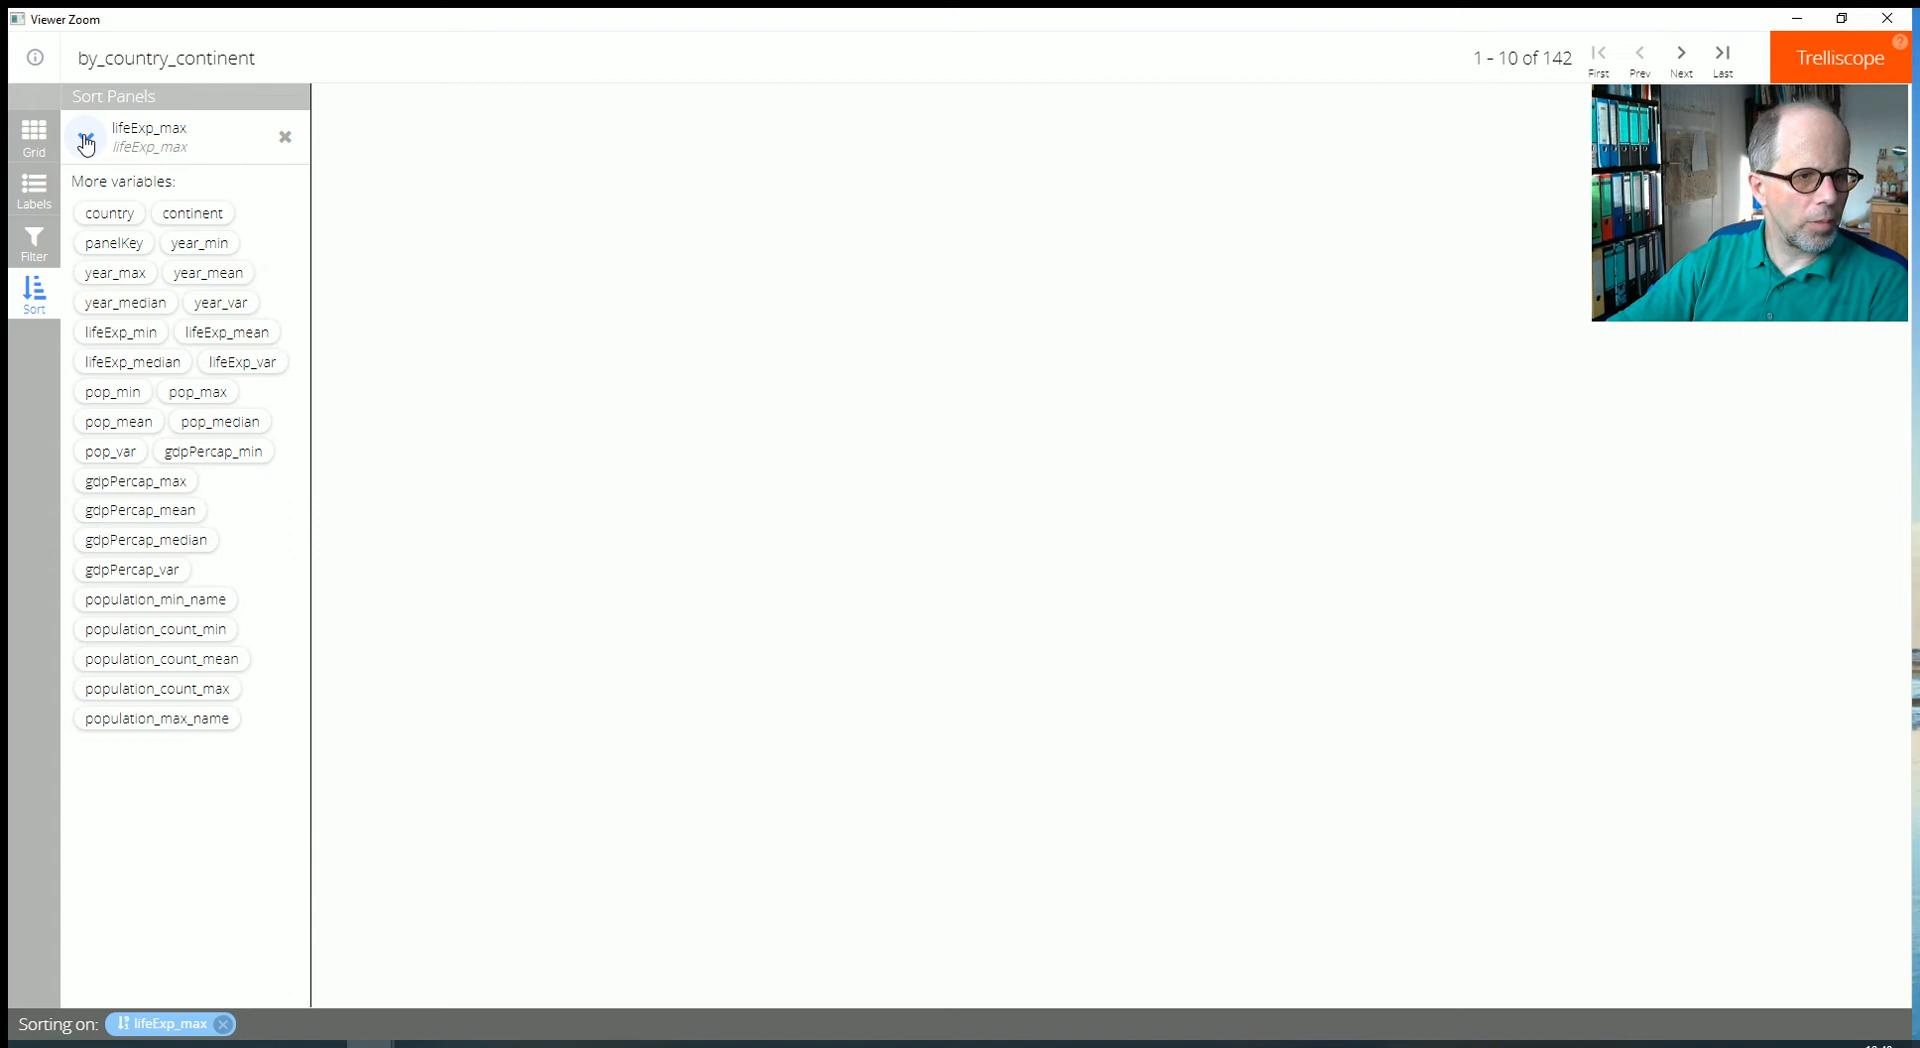 Viewer Zoom
by_country_continent
1 - 10 of 142
First
Prev
Next
Last
Trelliscope
?
Sort Panels
Grid
Labels
Filter
Sort
lifeExp_max
lifeExp_max
More variables:
country continent
panelKey year_min
year_max year_mean
year_median year_var
lifeExp_min lifeExp_mean
lifeExp_median lifeExp_var
pop_min pop_max
pop_mean pop_median
pop_var gdpPercap_min
gdpPercap_max
gdpPercap_mean
gdpPercap_median
gdpPercap_var
population_min_name
population_count_min
population_count_mean
population_count_max
population_max_name
Sorting on: lifeExp_max